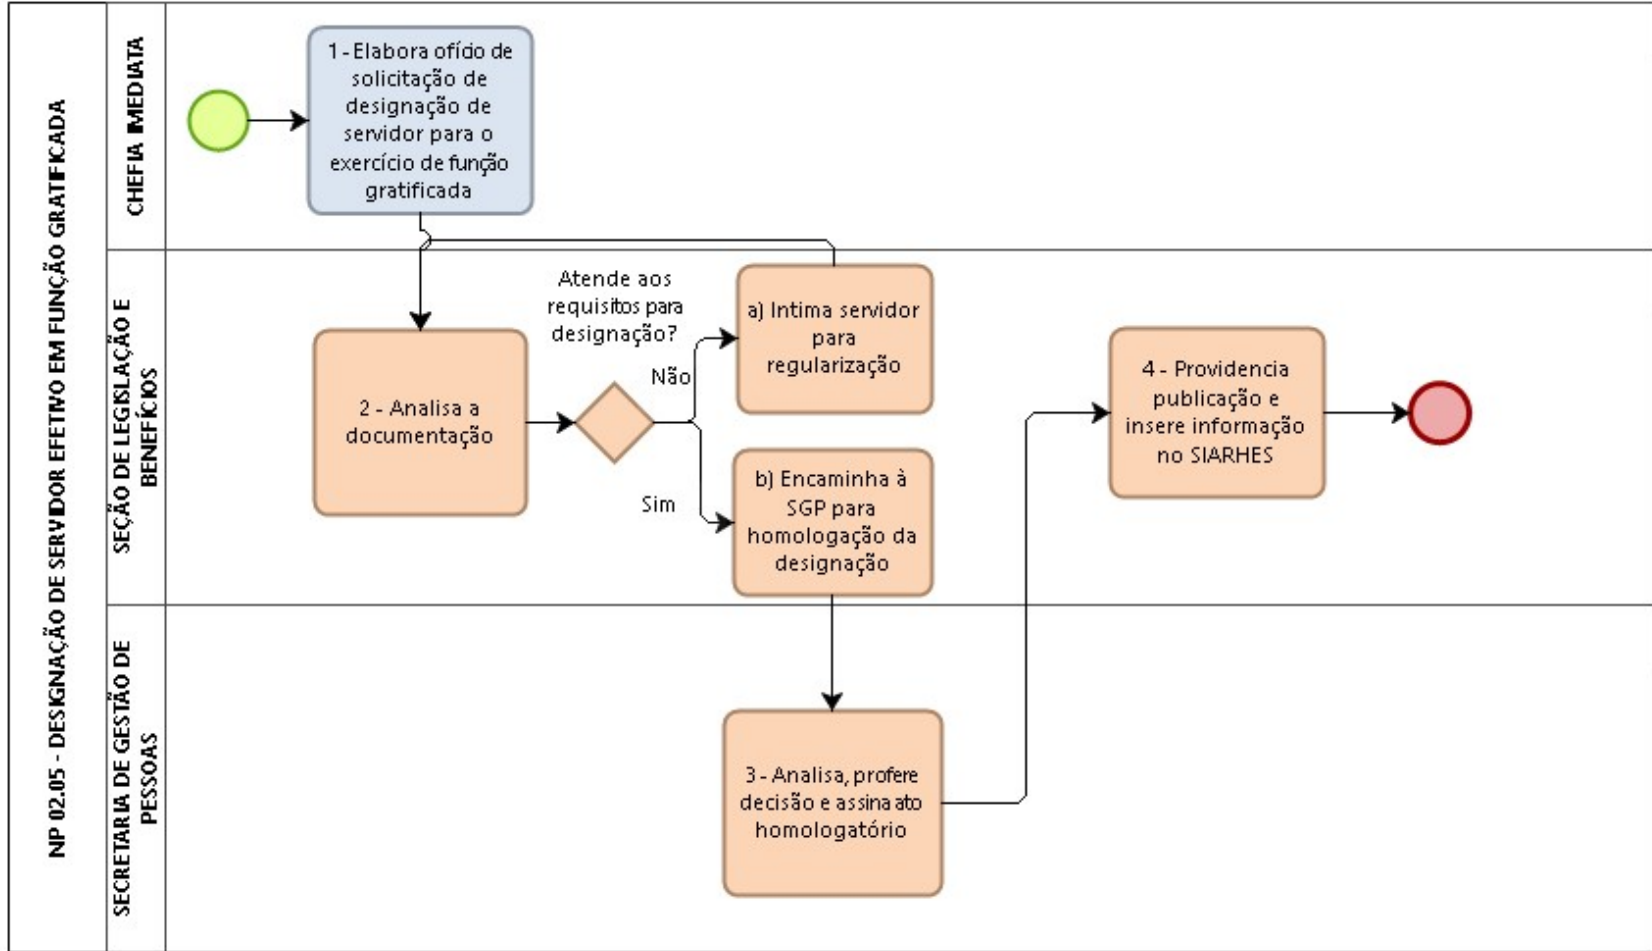 NP 02.05 - DESIGNAÇÃO DE SERVIDOR EFETIVO EM FUNÇÃO GRATIFICADA
CHEFIA IMEDIATA
1 - Elabora ofício de
solicitação de
designação de
servidor para o
exercício de função
gratificada
SEÇÃO DE LEGISLAÇÃO E
BENEFÍCIOS
2 - Analisa a
documentação
Atende aos
requisitos para
designação?
Não
Sim
a) Intima servidor
para
regularização
b) Encaminha à
SGP para
homologação da
designação
4 - Providencia
publicação e
insere informação
no SIARHES
SECRETARIA DE GESTÃO DE
PESSOAS
3 - Analisa, profere
decisão e assina ato
homologatório